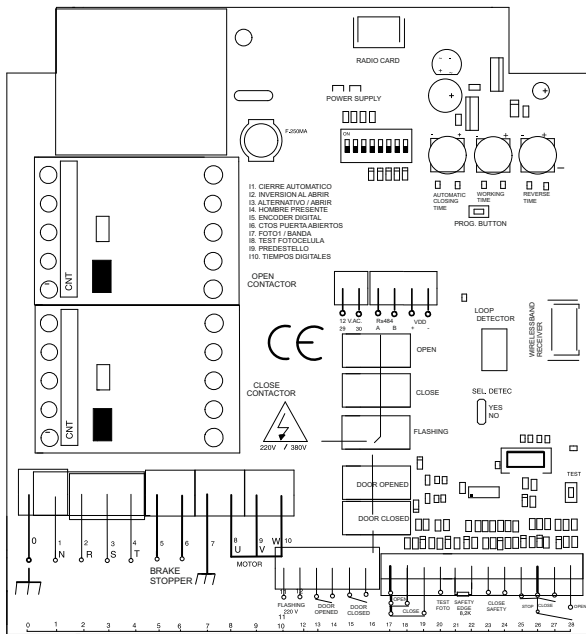 RADIO CARD
POWER SUPPLY
F.250MA
ON
AUTOMATIC
CLOSING
TIME
WORKING
TIME
REVERSE
TIME
PROG. BUTTON
I1. CIERRE AUTOMATICO
I2. INVERSION AL ABRIR
I3. ALTERNATIVO / ABRIR
I4. HOMBRE PRESENTE
I5. ENCODER DIGITAL
I6. CTOS PUERTA ABIERTOS
I7. FOTO1 / BANDA
I8. TEST FOTOCELULA
I9. PREDESTELLO
I10. TIEMPOS DIGITALES
CNT
OPEN
CONTACTOR
12 V.AC. Rx484 VDD
29 30 A B + -
LOOP
DETECTOR
WIRELESSBAND
RECEIVER
CE
OPEN
CNT
CLOSE
CONTACTOR
CLOSE
SEL. DETEC
YES
NO
220V / 380V
FLASHING
TEST
DOOR OPENED
DOOR CLOSED
0 1 2 3 4 5 6 7 8 9 10
N R S T U V W
BRAKE
STOPPER
MOTOR
11 12
FLASHING
220 V
11
DOOR
OPENED
DOOR
CLOSED
OPEN
CLOSE
TEST
FOTO
SAFETY
EDGE
8,2K
CLOSE
SAFETY
STOP
CLOSE
OPEN
0 1 2 3 4 5 6 7 8 9 10 12 13 14 15 16 17 18 19 20 21 22 23 24 25 26 27 28